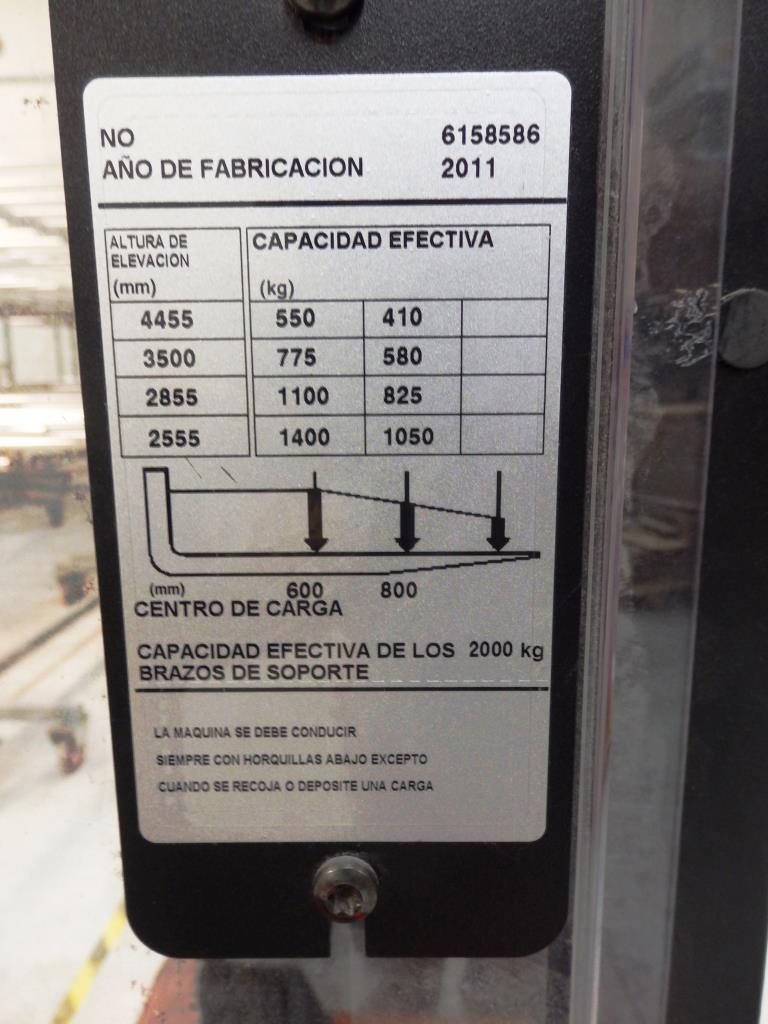 NO 6158586
AÑO DE FABRICACION 2011
ALTURA DE
ELEVACION
(mm)
CAPACIDAD EFECTIVA
(kg)
4455 550 410
3500 775 580
2855 1100 825
2555 1400 1050
(mm) 600 800
CENTRO DE CARGA
CAPACIDAD EFECTIVA DE LOS 2000 kg
BRAZOS DE SOPORTE
LA MAQUINA SE DEBE CONDUCIR
SIEMPRE CON HORQUILLAS ABAJO EXCEPTO
CUANDO SE RECOJA O DEPOSITE UNA CARGA